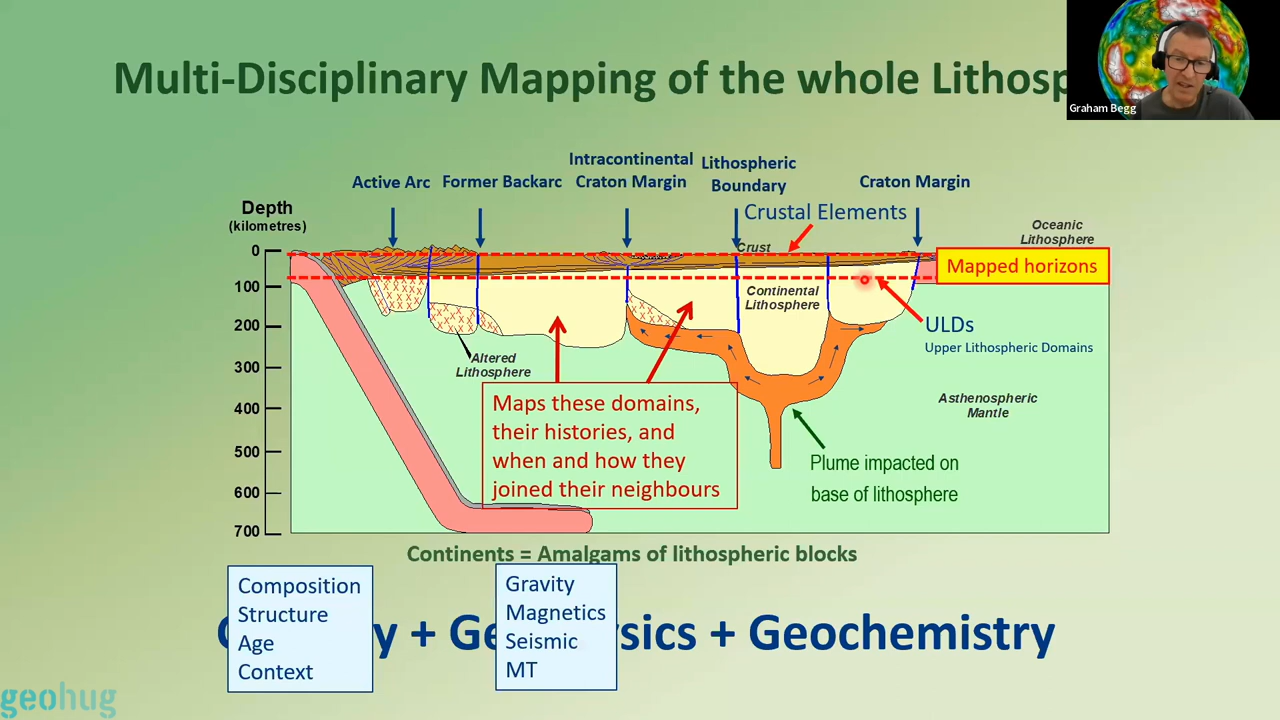 Multi-Disciplinary Mapping of the whole Lithosp
Graham Begg
Active Arc
Former Backarc
Intracontinental
Craton Margin
Lithospheric
Boundary
Craton Margin
Crustal Elements
Depth
(kilometres)
Oceanic
Lithosphere
Crust
Mapped horizons
0
100
200
300
400
500
600
700
Continental
Lithosphere
ULDs
Upper Lithospheric Domains
Altered
Lithosphere
Asthenospheric
Mantle
Maps these domains,
their histories, and
when and how they
joined their neighbours
Plume impacted on
base of lithosphere
Continents = Amalgams of lithospheric blocks
Composition
Structure
Age
Context
Gravity
Magnetics
Seismic
MT
y + Ge sics + Geochemistry
geohug